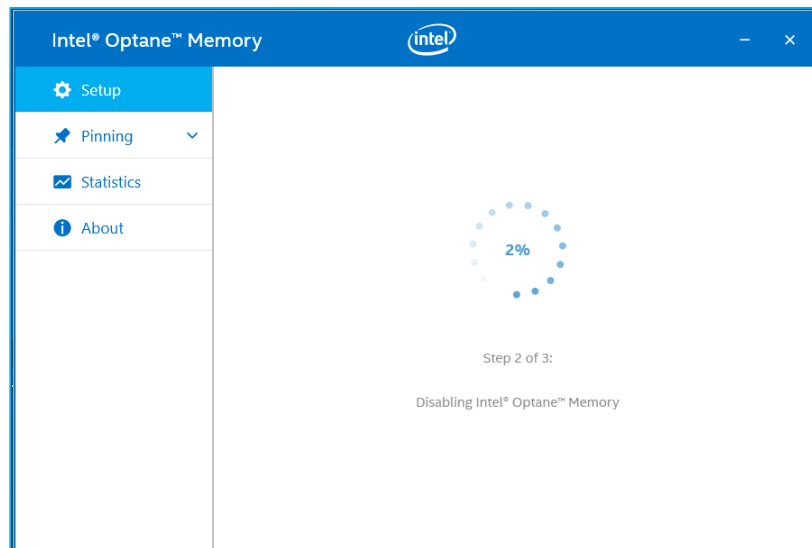 Intel® Optane™ Memory
intel
Setup
Pinning
Statistics
About
2%
Step 2 of 3:
Disabling Intel® Optane™ Memory